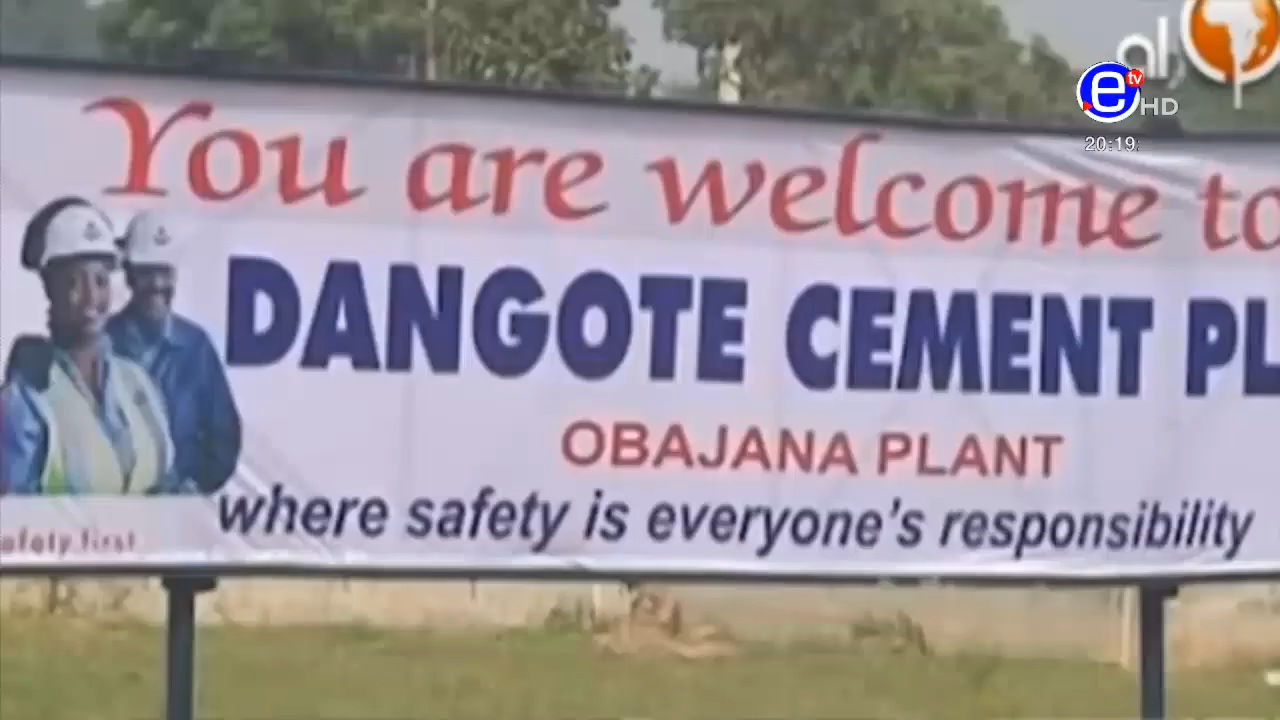 e tv
HD
20:19
You are welcome to
DANGOTE CEMENT PL
OBAJANA PLANT
where safety is everyone's responsibility
afety.first